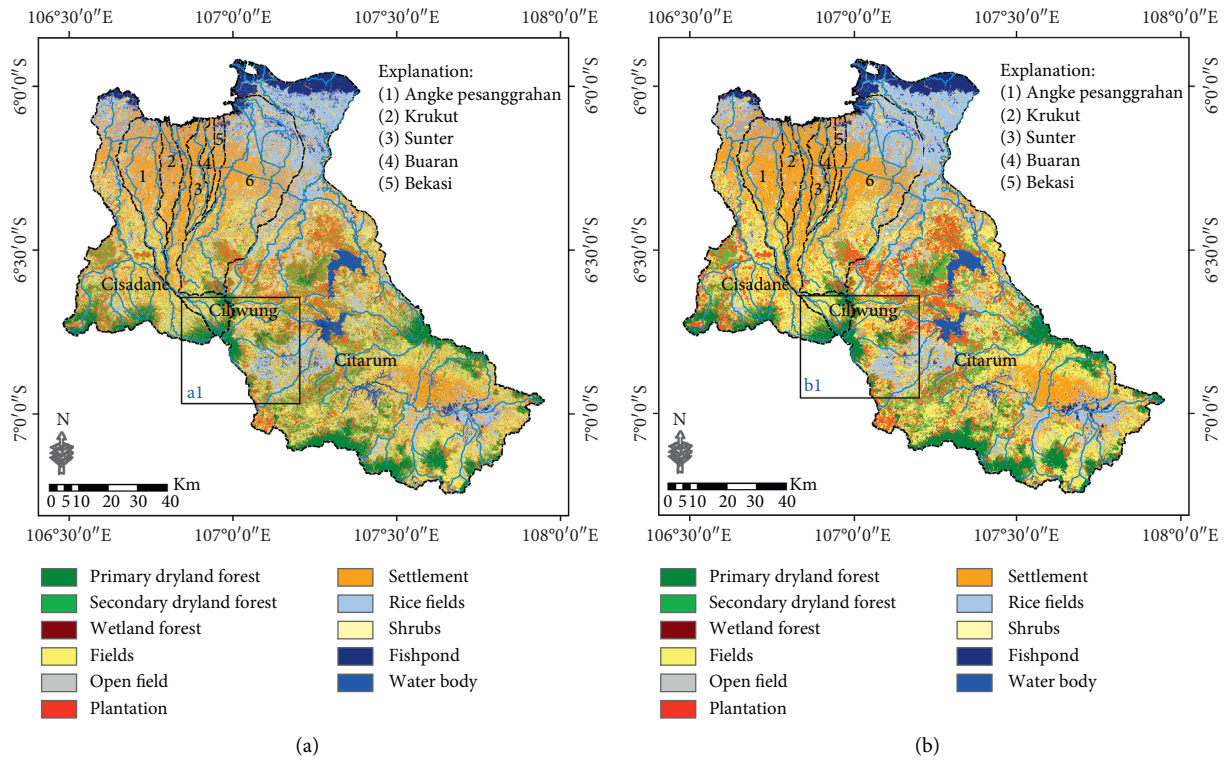 106°30′0″E 107°0′0″E 107°30′0″E 108°0′0″E
6°0′0″S
6°30′0″S
7°0′0″S
Explanation:
(1) Angke pesanggrahan
(2) Krukut
(3) Sunter
(4) Buaran
(5) Bekasi
1
2
3
4
5
6
Cisadane
Ciliwung
Citarum
a1
N
Km
0 5 10 20 30 40
106°30′0″E 107°0′0″E 107°30′0″E 108°0′0″E
Primary dryland forest
Secondary dryland forest
Wetland forest
Fields
Open field
Plantation
Settlement
Rice fields
Shrubs
Fishpond
Water body
(a)
106°30′0″E 107°0′0″E 107°30′0″E 108°0′0″E
6°0′0″S
6°30′0″S
7°0′0″S
Explanation:
(1) Angke pesanggrahan
(2) Krukut
(3) Sunter
(4) Buaran
(5) Bekasi
1
2
3
4
5
6
Cisadane
Ciliwung
Citarum
b1
N
Km
0 5 10 20 30 40
6°0′0″S
6°30′0″S
7°0′0″S
106°30′0″E 107°0′0″E 107°30′0″E 108°0′0″E
Primary dryland forest
Secondary dryland forest
Wetland forest
Fields
Open field
Plantation
Settlement
Rice fields
Shrubs
Fishpond
Water body
(b)